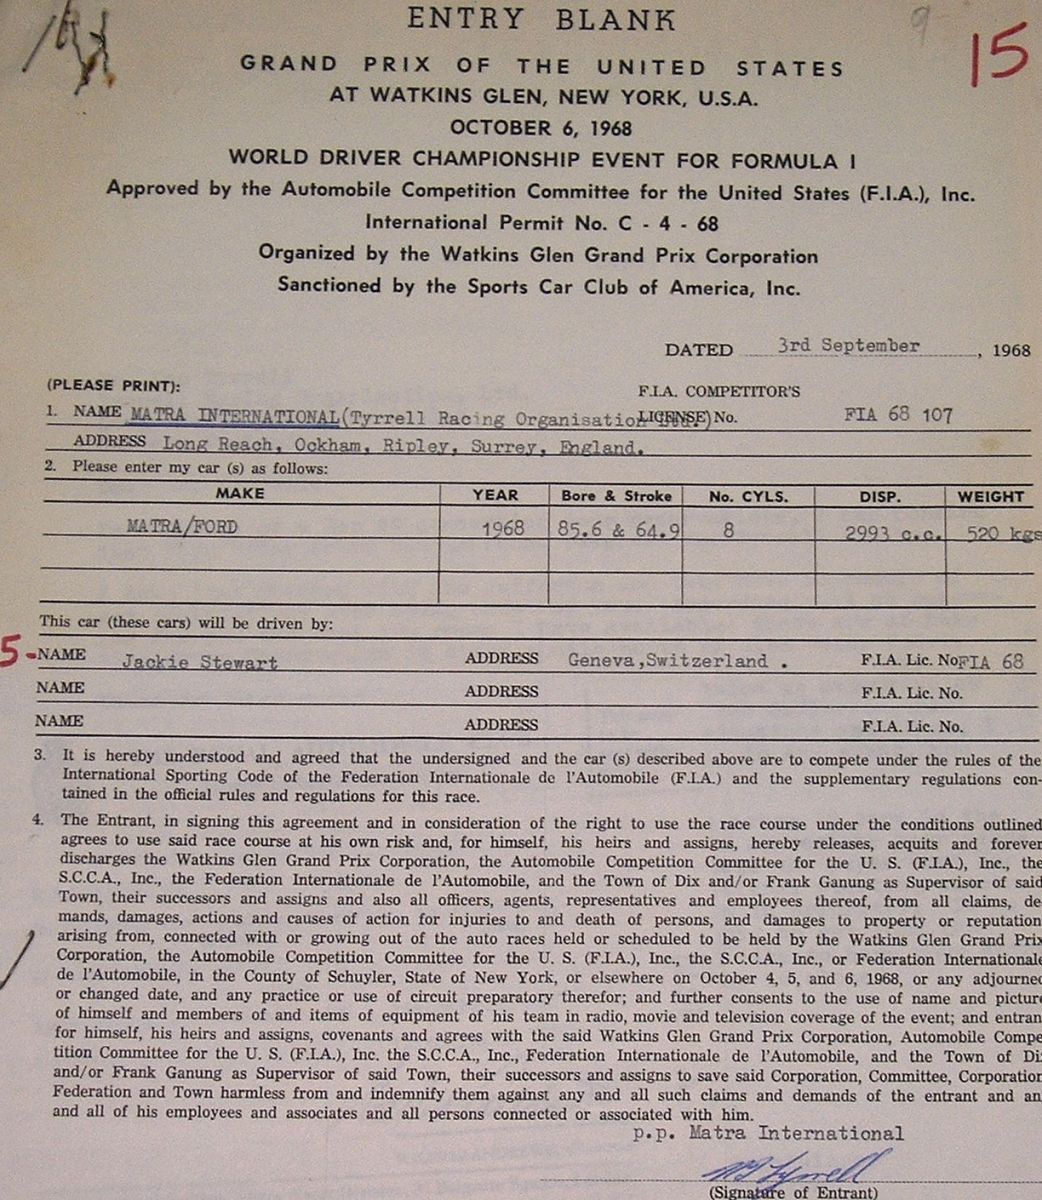 ENTRY BLANK
9
15
GRAND PRIX OF THE UNITED STATES
AT WATKINS GLEN, NEW YORK, U.S.A.
OCTOBER 6, 1968
WORLD DRIVER CHAMPIONSHIP EVENT FOR FORMULA I
Approved by the Automobile Competition Committee for the United States (F.I.A.), Inc.
International Permit No. C - 4 - 68
Organized by the Watkins Glen Grand Prix Corporation
Sanctioned by the Sports Car Club of America, Inc.
DATED 3rd September, 1968
(PLEASE PRINT):
F.I.A. COMPETITOR'S
1. NAME MATRA INTERNATIONAL(Tyrrell Racing Organisation Ltd.) LICENSE No. FIA 68 107
ADDRESS Long Reach, Ockham, Ripley, Surrey, England.
2. Please enter my car (s) as follows:
MAKE YEAR Bore & Stroke No. CYLS. DISP. WEIGHT
MATRA/FORD 1968 85.6 & 64.9 8 2993 c.c. 520 kgs
This car (these cars) will be driven by:
5- NAME Jackie Stewart ADDRESS Geneva,Switzerland . F.I.A. Lic. No FIA 68
NAME ADDRESS F.I.A. Lic. No.
NAME ADDRESS F.I.A. Lic. No.
3. It is hereby understood and agreed that the undersigned and the car (s) described above are to compete under the rules of the
International Sporting Code of the Federation Internationale de l'Automobile (F.I.A.) and the supplementary regulations con-
tained in the official rules and regulations for this race.
4. The Entrant, in signing this agreement and in consideration of the right to use the race course under the conditions outlined
agrees to use said race course at his own risk and, for himself, his heirs and assigns, hereby releases, acquits and forever
discharges the Watkins Glen Grand Prix Corporation, the Automobile Competition Committee for the U. S. (F.I.A.), Inc., the
S.C.C.A., Inc., the Federation Internationale de l'Automobile, and the Town of Dix and/or Frank Ganung as Supervisor of said
Town, their successors and assigns and also all officers, agents, representatives and employees thereof, from all claims, de-
mands, damages, actions and causes of action for injuries to and death of persons, and damages to property or reputation
arising from, connected with or growing out of the auto races held or scheduled to be held by the Watkins Glen Grand Prix
Corporation, the Automobile Competition Committee for the U. S. (F.I.A.), Inc., the S.C.C.A., Inc., or Federation Internationale
de l'Automobile, in the County of Schuyler, State of New York, or elsewhere on October 4, 5, and 6, 1968, or any adjourned
or changed date, and any practice or use of circuit preparatory therefor; and further consents to the use of name and picture
of himself and members of and items of equipment of his team in radio, movie and television coverage of the event; and entran
for himself, his heirs and assigns, covenants and agrees with the said Watkins Glen Grand Prix Corporation, Automobile Compe
tition Committee for the U. S. (F.I.A.), Inc. the S.C.C.A., Inc., Federation Internationale de l'Automobile, and the Town of Di
and/or Frank Ganung as Supervisor of said Town, their successors and assigns to save said Corporation, Committee, Corporation
Federation and Town harmless from and indemnify them against any and all such claims and demands of the entrant and an
and all of his employees and associates and all persons connected or associated with him.
p.p. Matra International
(Signature of Entrant)